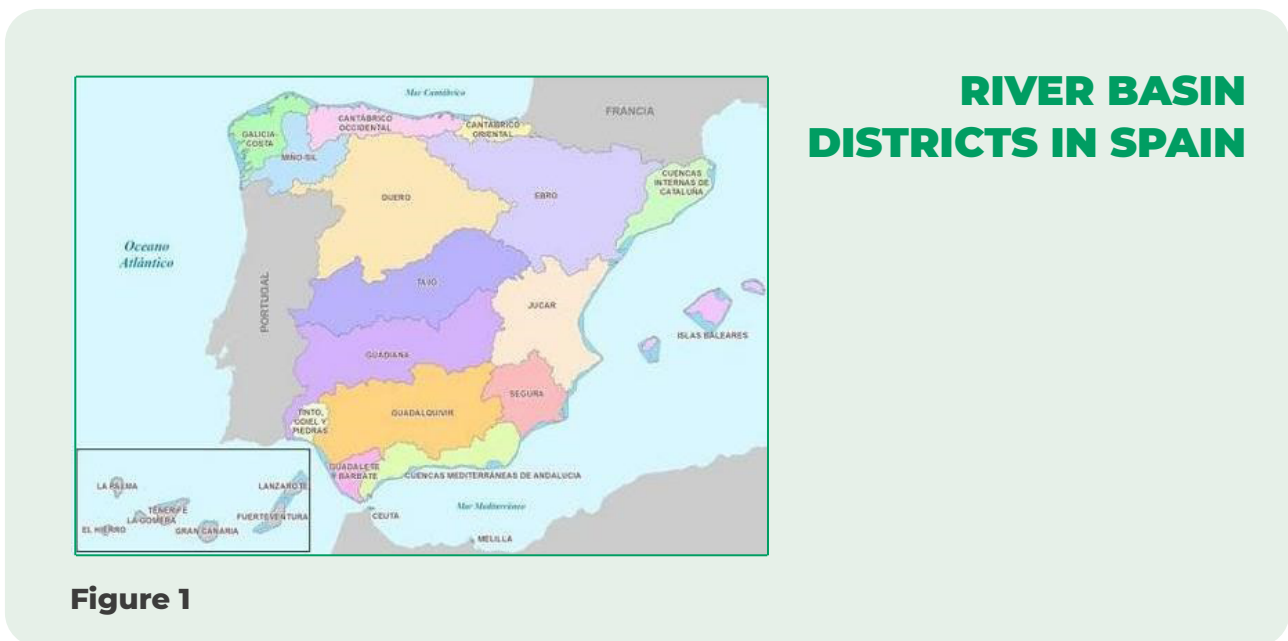 RIVER BASIN
DISTRICTS IN SPAIN
Mar Cantábrico
FRANCIA
GALICIA-
COSTA
CANTÁBRICO
OCCIDENTAL
CANTÁBRICO
ORIENTAL
MIÑO-SIL
CUENCAS
INTERNAS DE
CATALUÑA
DUERO
EBRO
Oceano
Atlántico
PORTUGAL
TAJO
JUCAR
ISLAS BALEARES
GUADIANA
SEGURA
TINTO,
ODIEL Y
PIEDRAS
GUADALQUIVIR
GUADALETE
Y BARBATE
CUENCAS MEDITERRÁNEAS DE ANDALUCIA
LA PALMA
LANZAROTE
TENERIFE
LA GOMERA
FUERTEVENTURA
EL HIERRO
GRAN CANARIA
Mar Mediterráneo
CEUTA
MELILLA
Figure 1